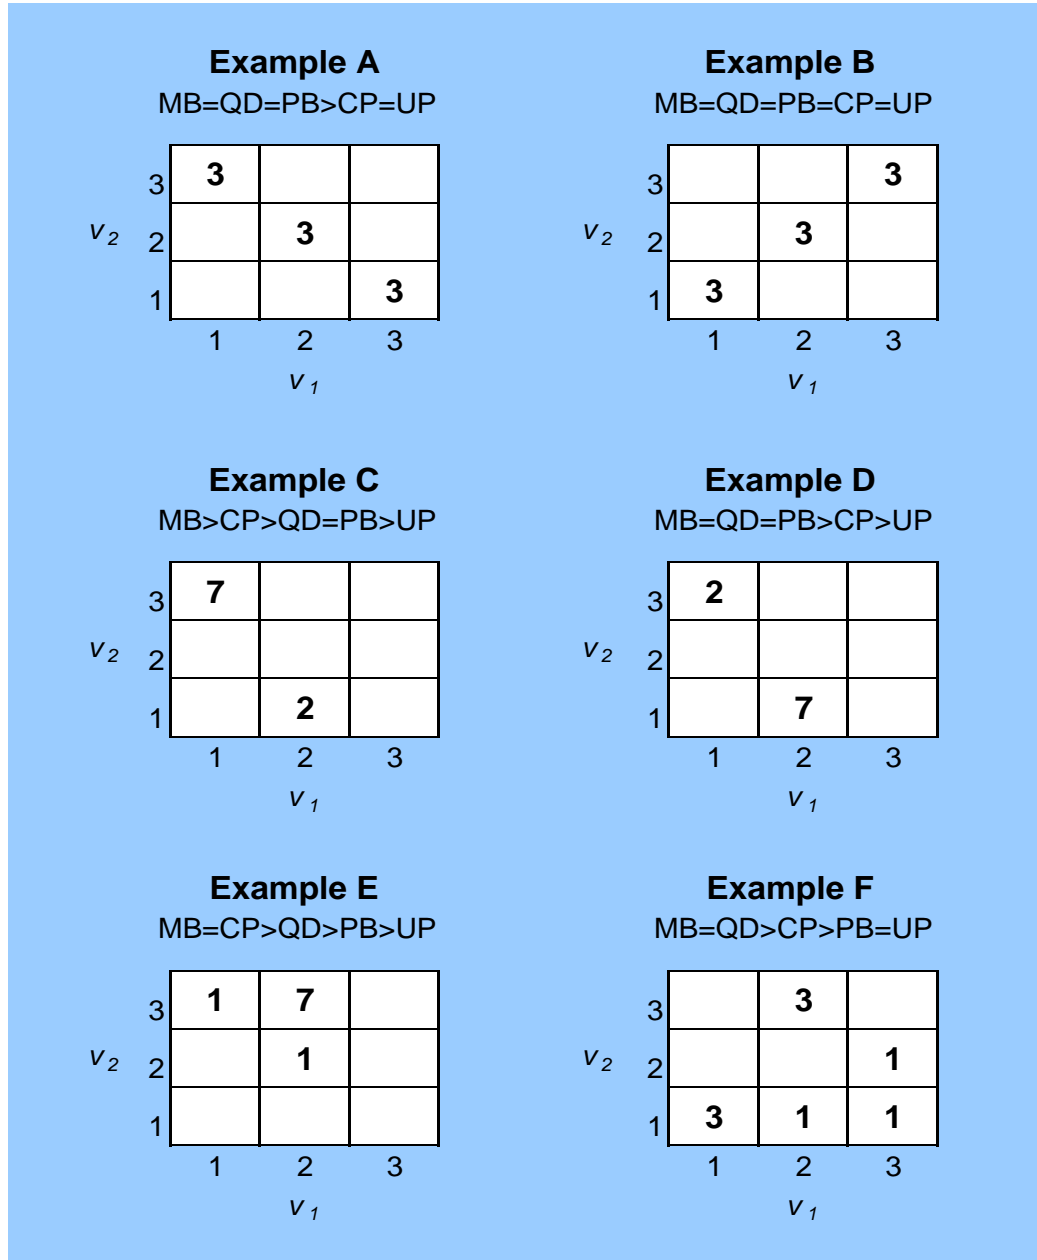 Example A
MB=QD=PB>CP=UP
3 3
v2 2 3
1 3
1 2 3
v1
Example B
MB=QD=PB=CP=UP
3 3
v2 2 3
1 3
1 2 3
v1
Example C
MB>CP>QD=PB>UP
3 7
v2 2
1 2
1 2 3
v1
Example D
MB=QD=PB>CP>UP
3 2
v2 2
1 7
1 2 3
v1
Example E
MB=CP>QD>PB>UP
3 1 7
v2 2 1
1
1 2 3
v1
Example F
MB=QD>CP>PB=UP
3 3
v2 2 1
1 3 1 1
1 2 3
v1